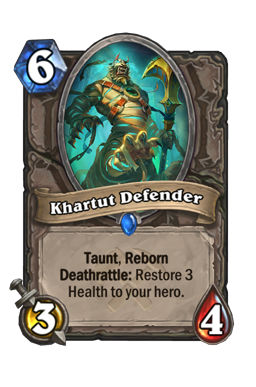 6
Khartut Defender
Taunt, Reborn
Deathrattle: Restore 3
Health to your hero.
3
4